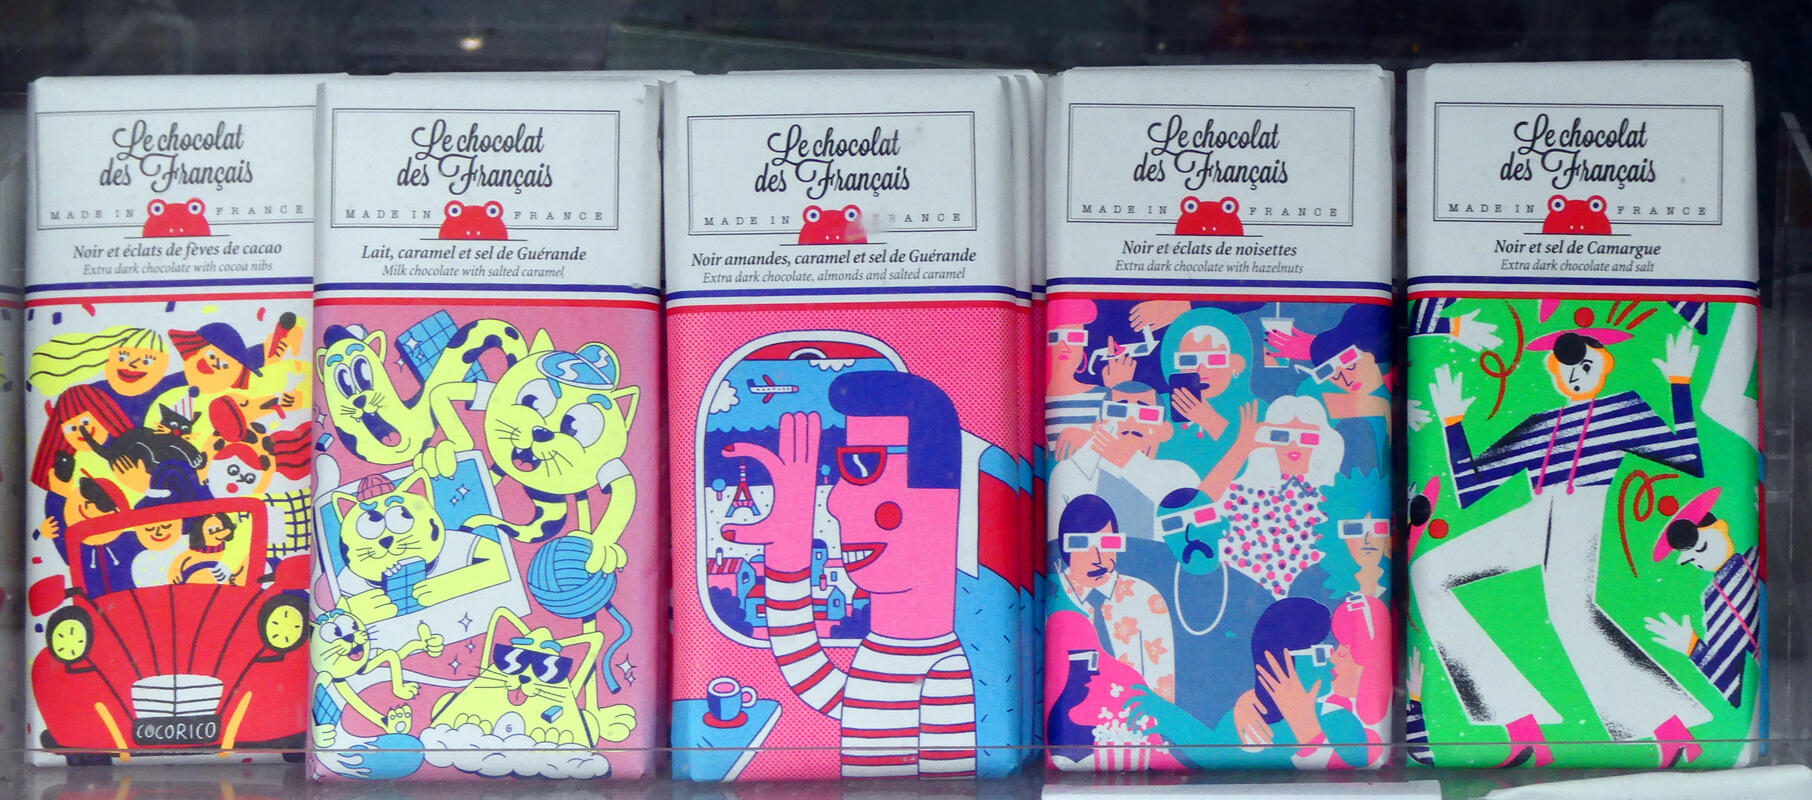 Le chocolat
des Français
MADE IN FRANCE
Noir et éclats de fèves de cacao
Extra dark chocolate with cocoa nibs
COCORICO
Le chocolat
des Français
MADE IN FRANCE
Lait, caramel et sel de Guérande
Milk chocolate with salted caramel
6
Le chocolat
des Français
MADE IN FRANCE
Noir amandes, caramel et sel de Guérande
Extra dark chocolate, almonds and salted caramel
Le chocolat
des Français
MADE IN FRANCE
Noir et éclats de noisettes
Extra dark chocolate with hazelnuts
Le chocolat
des Français
MADE IN FRANCE
Noir et sel de Camargue
Extra dark chocolate and salt